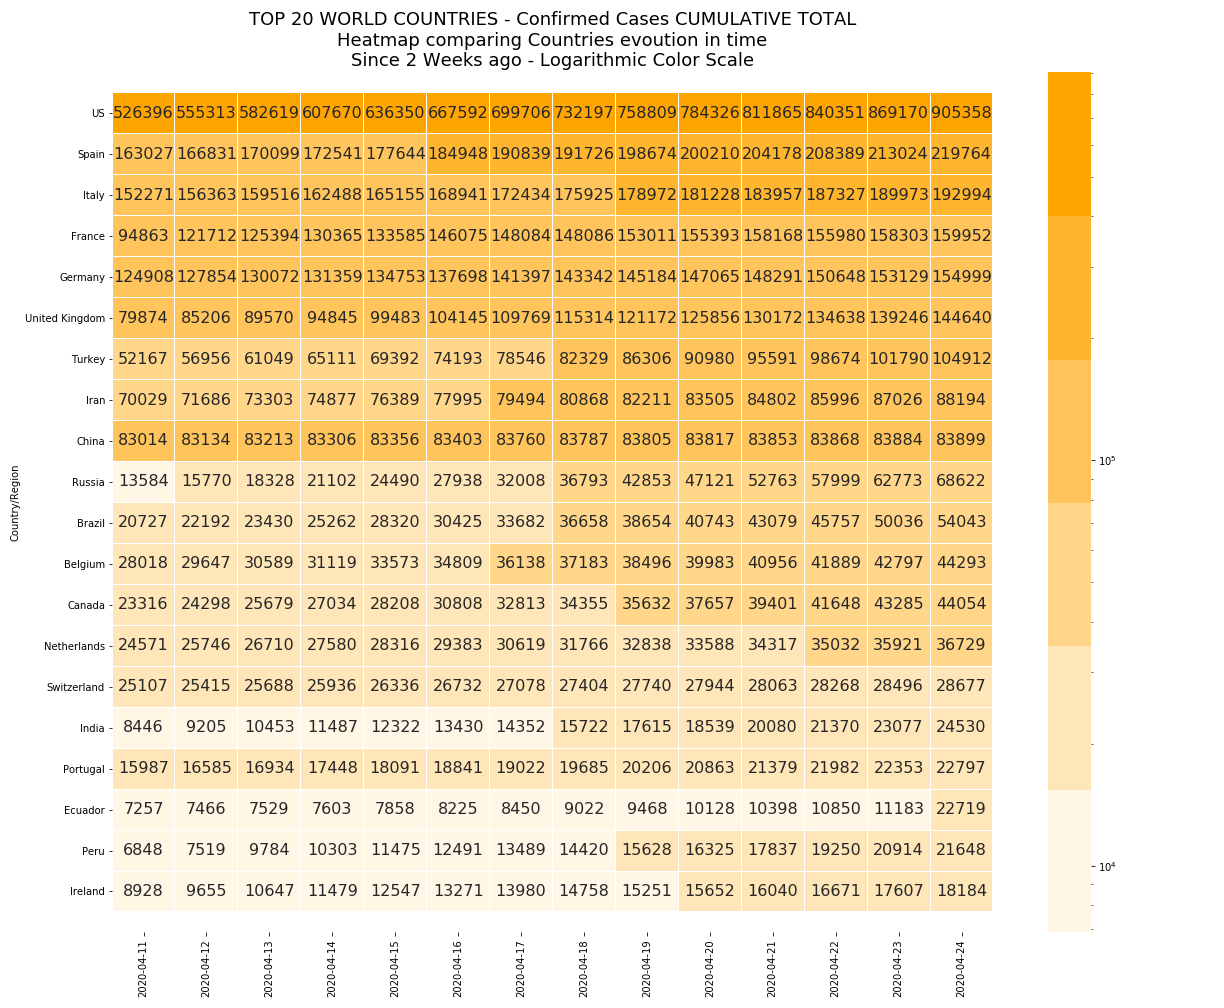 TOP 20 WORLD COUNTRIES - Confirmed Cases CUMULATIVE TOTAL
Heatmap comparing Countries evoution in time
Since 2 Weeks ago - Logarithmic Color Scale
Country/Region
US 526396 555313 582619 607670 636350 667592 699706 732197 758809 784326 811865 840351 869170 905358
Spain 163027 166831 170099 172541 177644 184948 190839 191726 198674 200210 204178 208389 213024 219764
Italy 152271 156363 159516 162488 165155 168941 172434 175925 178972 181228 183957 187327 189973 192994
France 94863 121712 125394 130365 133585 146075 148084 148086 153011 155393 158168 155980 158303 159952
Germany 124908 127854 130072 131359 134753 137698 141397 143342 145184 147065 148291 150648 153129 154999
United Kingdom 79874 85206 89570 94845 99483 104145 109769 115314 121172 125856 130172 134638 139246 144640
Turkey 52167 56956 61049 65111 69392 74193 78546 82329 86306 90980 95591 98674 101790 104912
Iran 70029 71686 73303 74877 76389 77995 79494 80868 82211 83505 84802 85996 87026 88194
China 83014 83134 83213 83306 83356 83403 83760 83787 83805 83817 83853 83868 83884 83899
Russia 13584 15770 18328 21102 24490 27938 32008 36793 42853 47121 52763 57999 62773 68622
Brazil 20727 22192 23430 25262 28320 30425 33682 36658 38654 40743 43079 45757 50036 54043
Belgium 28018 29647 30589 31119 33573 34809 36138 37183 38496 39983 40956 41889 42797 44293
Canada 23316 24298 25679 27034 28208 30808 32813 34355 35632 37657 39401 41648 43285 44054
Netherlands 24571 25746 26710 27580 28316 29383 30619 31766 32838 33588 34317 35032 35921 36729
Switzerland 25107 25415 25688 25936 26336 26732 27078 27404 27740 27944 28063 28268 28496 28677
India 8446 9205 10453 11487 12322 13430 14352 15722 17615 18539 20080 21370 23077 24530
Portugal 15987 16585 16934 17448 18091 18841 19022 19685 20206 20863 21379 21982 22353 22797
Ecuador 7257 7466 7529 7603 7858 8225 8450 9022 9468 10128 10398 10850 11183 22719
Peru 6848 7519 9784 10303 11475 12491 13489 14420 15628 16325 17837 19250 20914 21648
Ireland 8928 9655 10647 11479 12547 13271 13980 14758 15251 15652 16040 16671 17607 18184
2020-04-11 2020-04-12 2020-04-13 2020-04-14 2020-04-15 2020-04-16 2020-04-17 2020-04-18 2020-04-19 2020-04-20 2020-04-21 2020-04-22 2020-04-23 2020-04-24
10⁵
10⁴